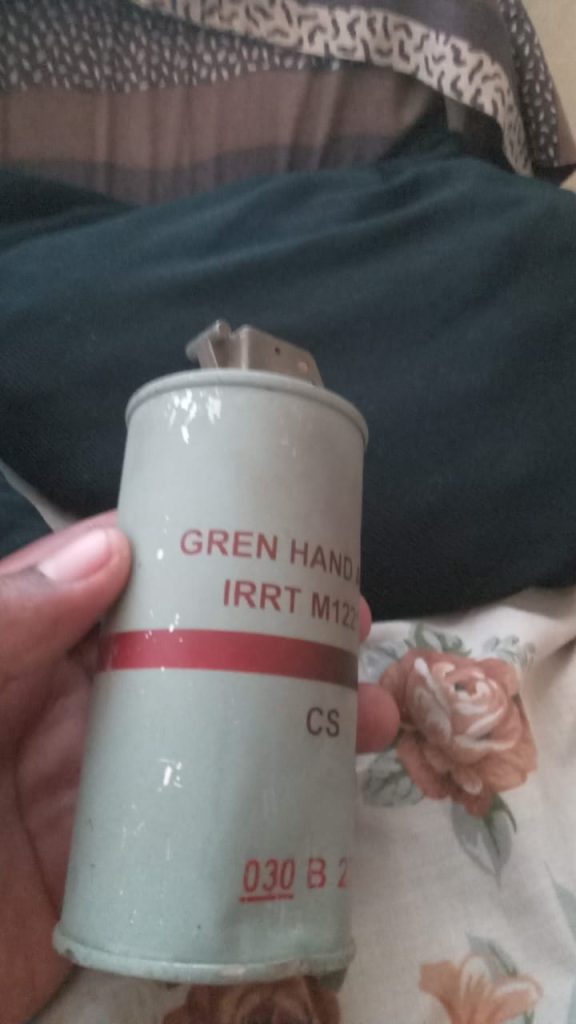 GREN HAND
IRRT M122
CS
030 B 2